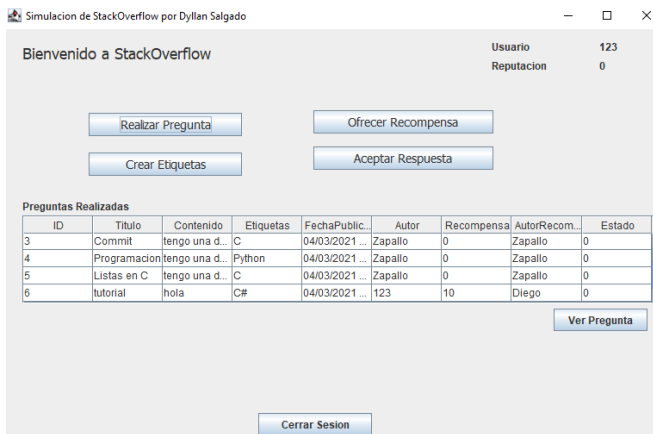 Simulacion de StackOverflow por Dyllan Salgado
Bienvenido a StackOverflow
Usuario 123
Reputacion 0
Realizar Pregunta
Ofrecer Recompensa
Crear Etiquetas
Aceptar Respuesta
Preguntas Realizadas
ID Titulo Contenido Etiquetas FechaPublic... Autor Recompensa AutorRecom... Estado
3 Commit tengo una d... C 04/03/2021 ... Zapallo 0 Zapallo 0
4 Programacion tengo una d... Python 04/03/2021 ... Zapallo 0 Zapallo 0
5 Listas en C tengo una d... C 04/03/2021 ... Zapallo 0 Zapallo 0
6 tutorial hola C# 04/03/2021 ... 123 10 Diego 0
Ver Pregunta
Cerrar Sesion